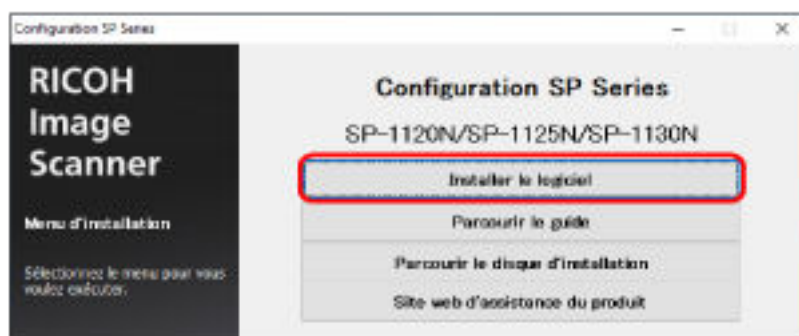 Configuration SP Series
RICOH
Image
Scanner
Menu d'installation
Sélectionnez le menu pour vous
voulez exécuter.
Configuration SP Series
SP-1120N/SP-1125N/SP-1130N
Installer le logiciel
Parcourir le guide
Parcourir le disque d'installation
Site web d'assistance du produit